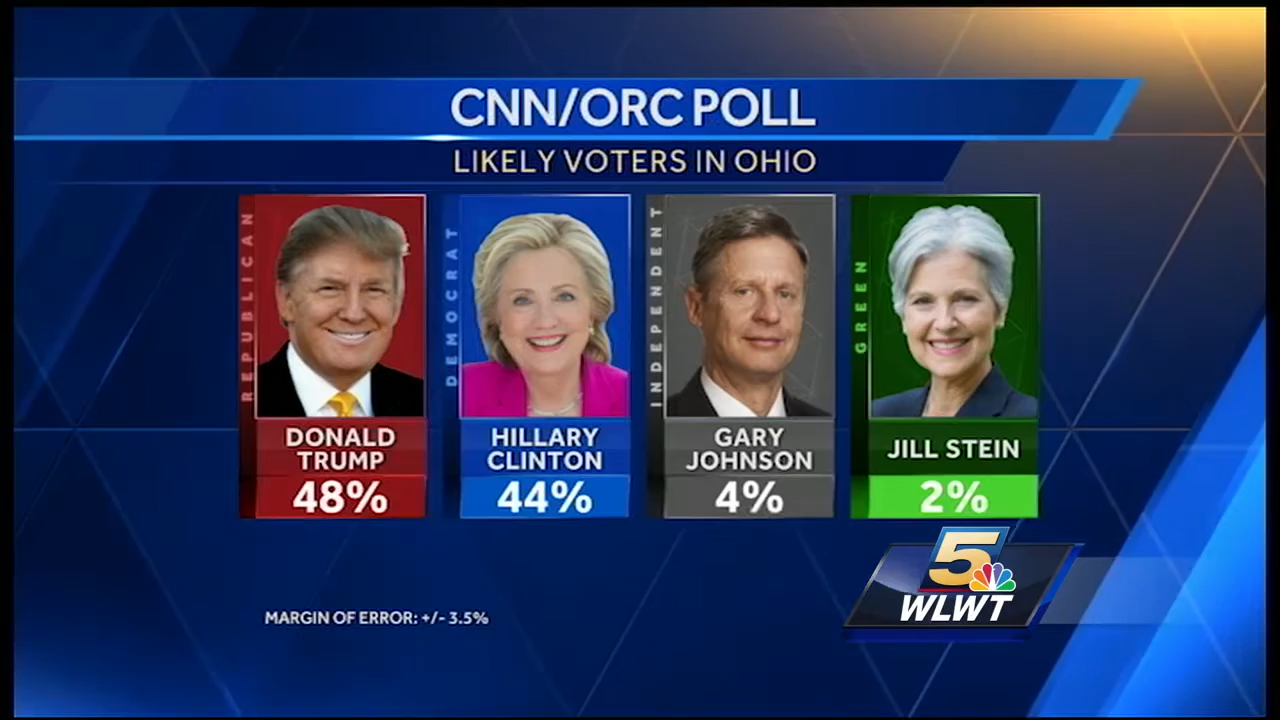 CNN/ORC POLL
LIKELY VOTERS IN OHIO
REPUBLICAN
DONALD
TRUMP
48%
DEMOCRAT
HILLARY
CLINTON
44%
INDEPENDENT
GARY
JOHNSON
4%
GREEN
JILL STEIN
2%
5
WLWT
MARGIN OF ERROR: +/- 3.5%